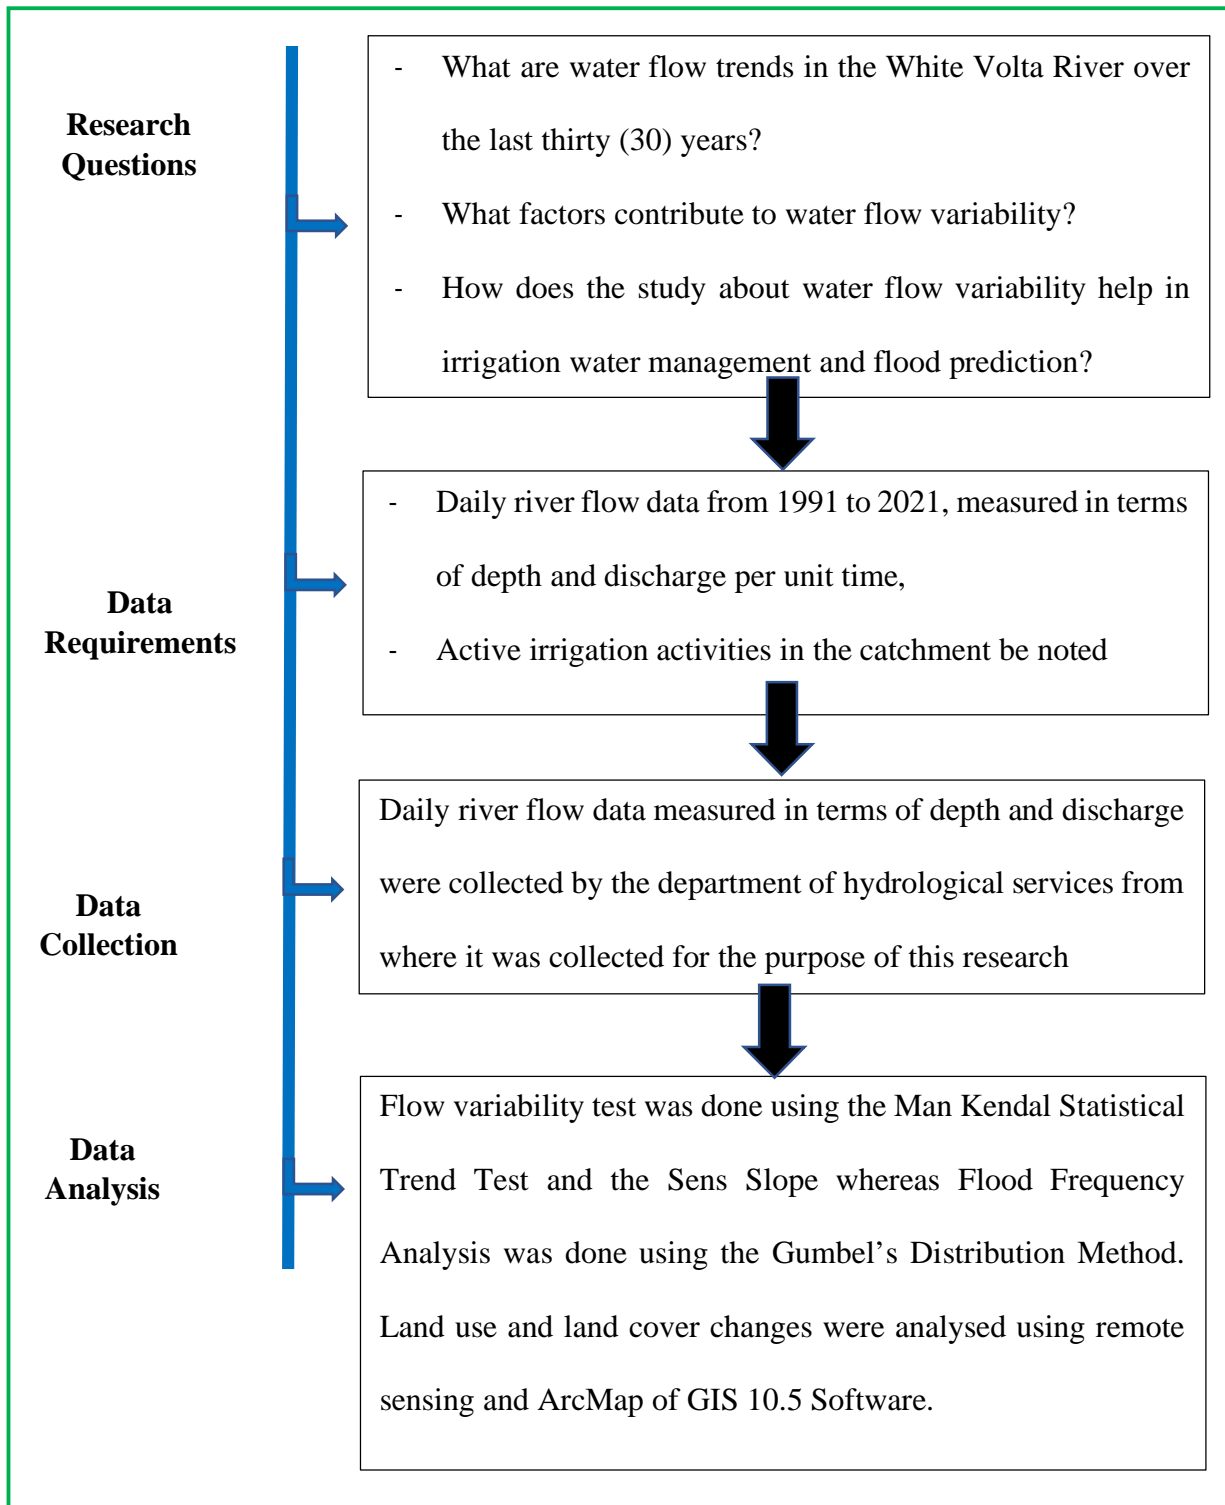 Research
Questions
- What are water flow trends in the White Volta River over
the last thirty (30) years?
- What factors contribute to water flow variability?
- How does the study about water flow variability help in
irrigation water management and flood prediction?
Data
Requirements
- Daily river flow data from 1991 to 2021, measured in terms
of depth and discharge per unit time,
- Active irrigation activities in the catchment be noted
Data
Collection
Daily river flow data measured in terms of depth and discharge
were collected by the department of hydrological services from
where it was collected for the purpose of this research
Data
Analysis
Flow variability test was done using the Man Kendal Statistical
Trend Test and the Sens Slope whereas Flood Frequency
Analysis was done using the Gumbel’s Distribution Method.
Land use and land cover changes were analysed using remote
sensing and ArcMap of GIS 10.5 Software.